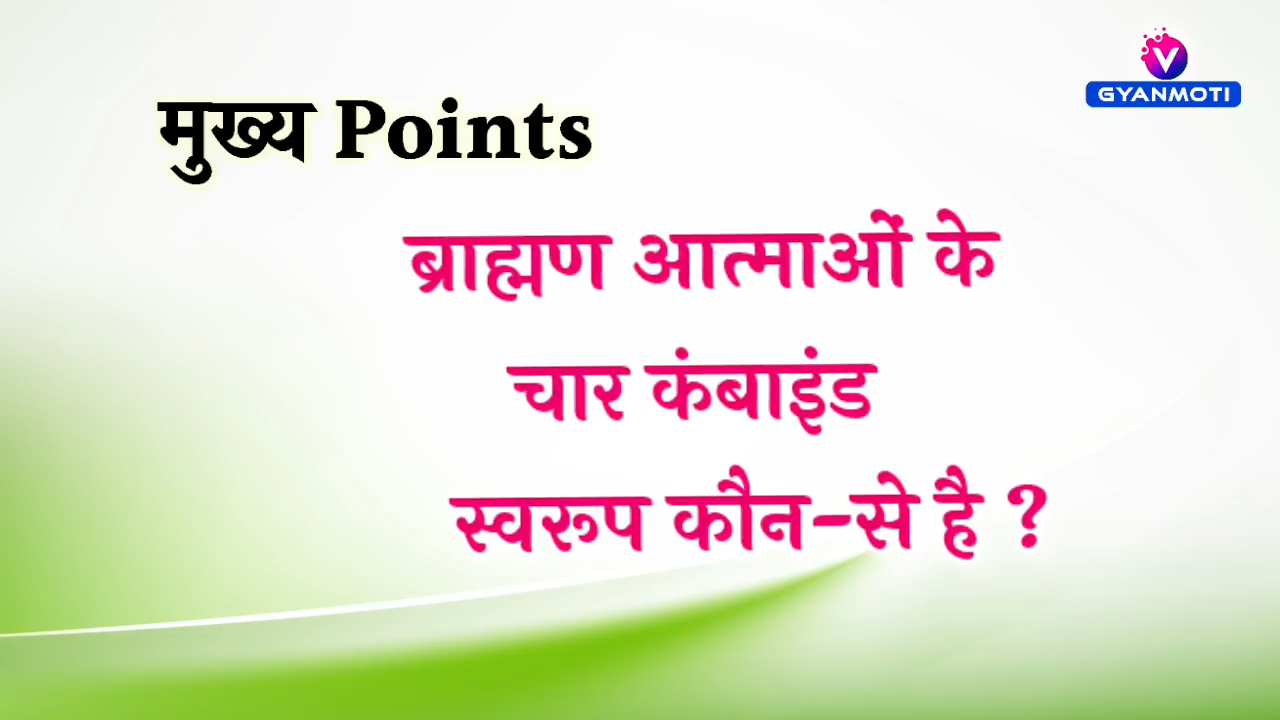 V
GYANMOTI
मुख्य Points
ब्राह्मण आत्माओं के
चार कंबाइंड
स्वरूप कौन-से है ?